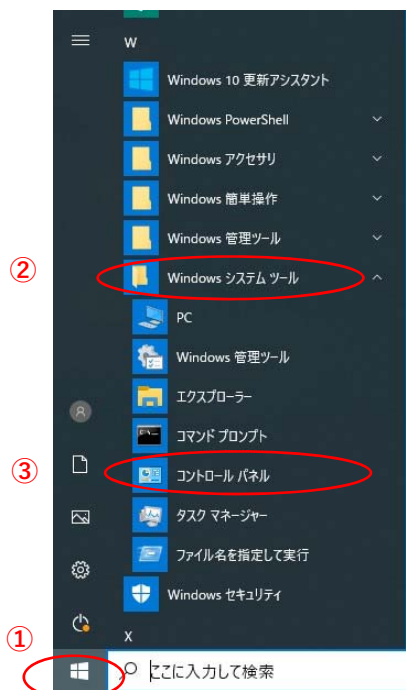 W
Windows 10 更新アシスタント
Windows PowerShell
Windows アクセサリ
Windows 簡単操作
Windows 管理ツール
② Windows システム ツール
PC
Windows 管理ツール
エクスプローラー
コマンド プロンプト
③ コントロール パネル
タスク マネージャー
ファイル名を指定して実行
Windows セキュリティ
① X
ここに入力して検索